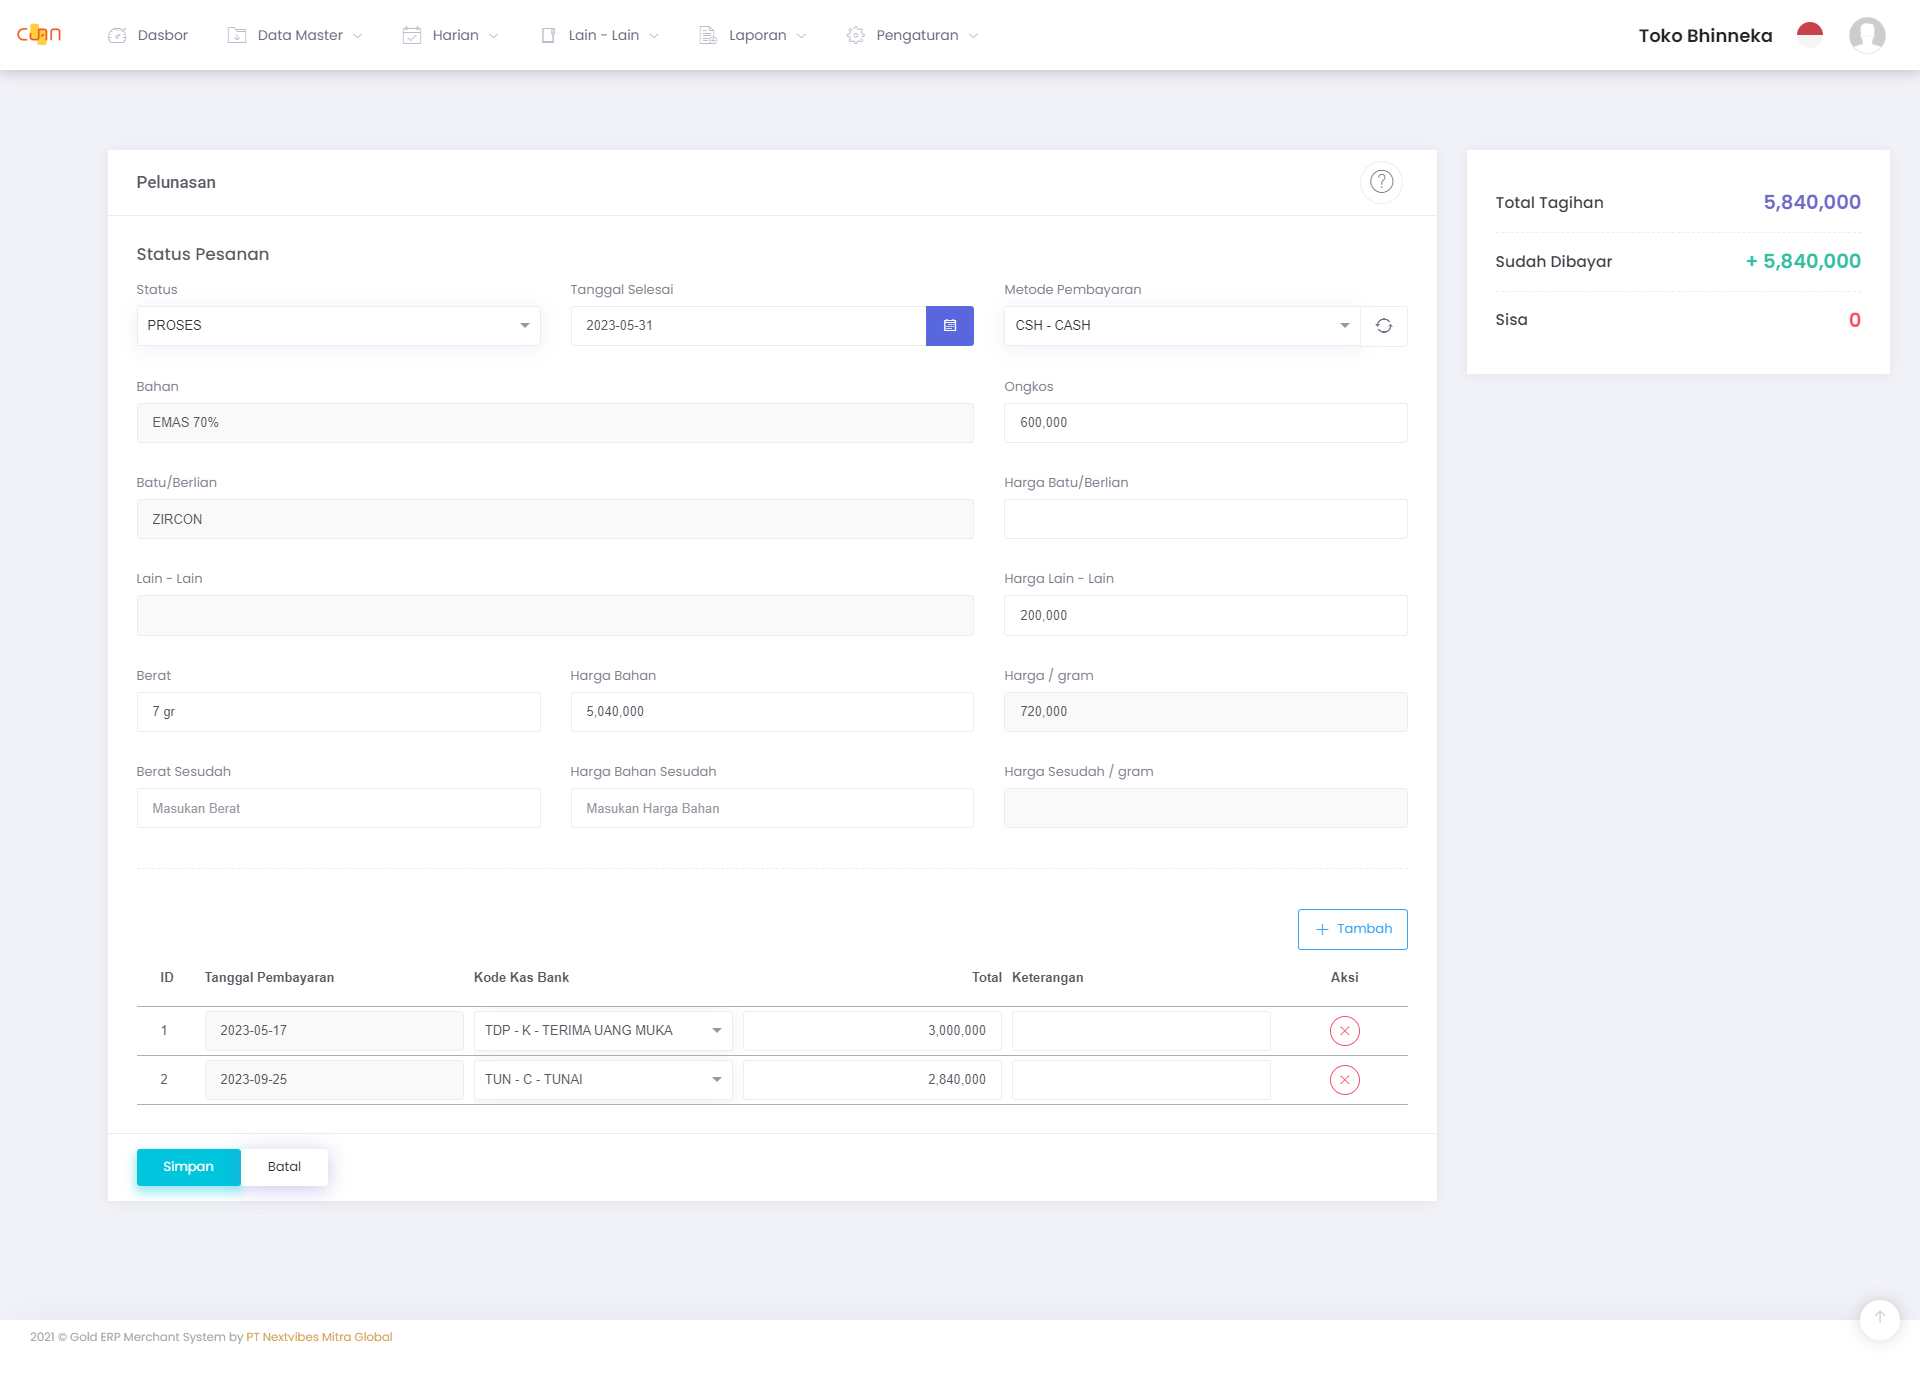 cuan
Dasbor
Data Master
Harian
Lain - Lain
Laporan
Pengaturan
Toko Bhinneka
Pelunasan
?
Status Pesanan
Status
Tanggal Selesai
Metode Pembayaran
PROSES
2023-05-31
CSH - CASH
Bahan
Ongkos
EMAS 70%
600,000
Batu/Berlian
Harga Batu/Berlian
ZIRCON
Lain - Lain
Harga Lain - Lain
200,000
Berat
Harga Bahan
Harga / gram
7 gr
5,040,000
720,000
Berat Sesudah
Harga Bahan Sesudah
Harga Sesudah / gram
Masukan Berat
Masukan Harga Bahan
+ Tambah
ID Tanggal Pembayaran Kode Kas Bank Total Keterangan Aksi
1 2023-05-17 TDP - K - TERIMA UANG MUKA 3,000,000
2 2023-09-25 TUN - C - TUNAI 2,840,000
Simpan
Batal
Total Tagihan 5,840,000
Sudah Dibayar + 5,840,000
Sisa 0
2021 © Gold ERP Merchant System by PT Nextvibes Mitra Global